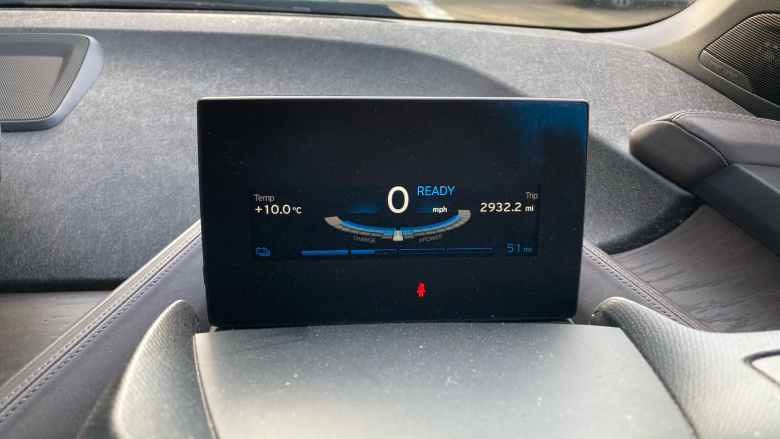 0 READY
mph
Temp
+10.0 °C
Trip
2932.2 mi
CHARGE
ePOWER
51 mi